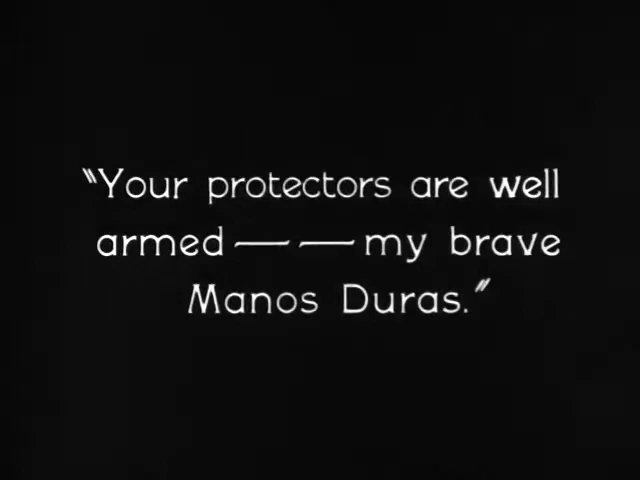 "Your protectors are well
armed — — my brave
Manos Duras."